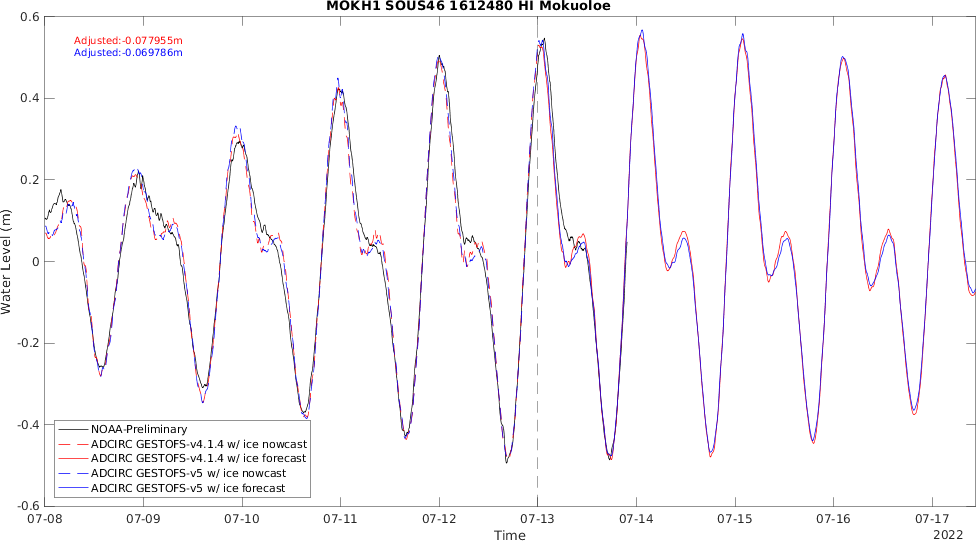 MOKH1 SOUS46 1612480 HI Mokuoloe
Adjusted:-0.077955m
Adjusted:-0.069786m
Water Level (m)
0.6
0.4
0.2
0
-0.2
-0.4
-0.6
NOAA-Preliminary
ADCIRC GESTOFS-v4.1.4 w/ ice nowcast
ADCIRC GESTOFS-v4.1.4 w/ ice forecast
ADCIRC GESTOFS-v5 w/ ice nowcast
ADCIRC GESTOFS-v5 w/ ice forecast
07-08 07-09 07-10 07-11 07-12 07-13 07-14 07-15 07-16 07-17
Time
2022